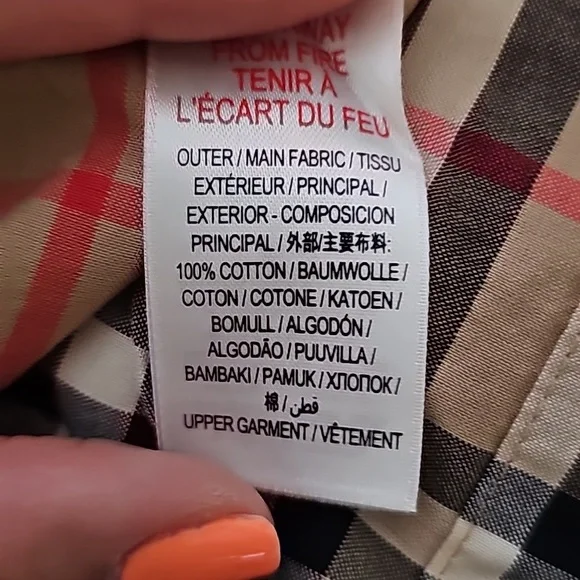 AWAY
FROM FIRE
TENIR À
L'ÉCART DU FEU
OUTER / MAIN FABRIC / TISSU
EXTÉRIEUR / PRINCIPAL /
EXTERIOR - COMPOSICION
PRINCIPAL / 外部/主要布料:
100% COTTON / BAUMWOLLE /
COTON / COTONE / KATOEN /
BOMULL / ALGODÓN /
ALGODÃO / PUUVILLA /
BAMBAKI / PAMUK / ХЛОПОК /
棉 / قطن
UPPER GARMENT / VÊTEMENT